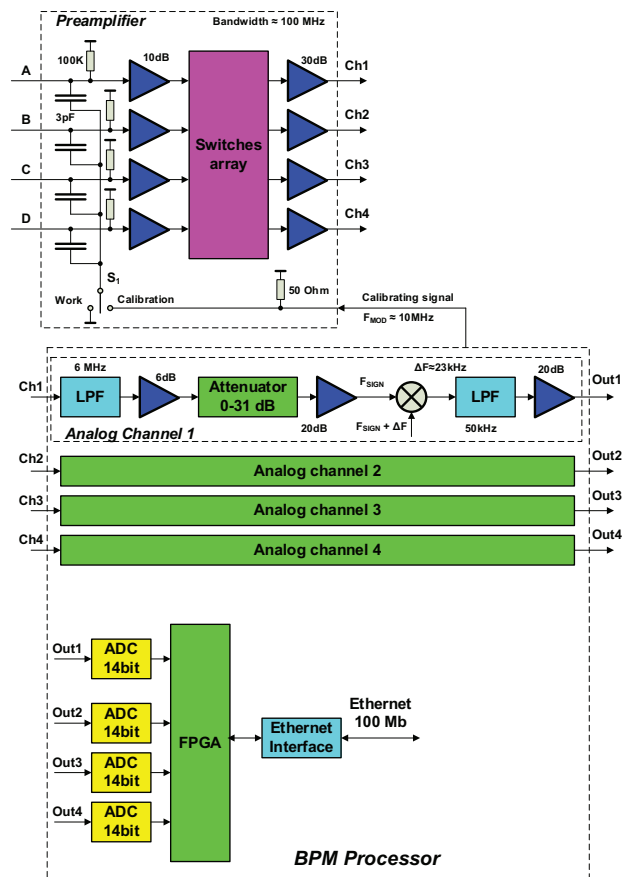 Preamplifier
Bandwidth ≈ 100 MHz
A
100K
10dB
30dB
Ch1
B
3pF
Ch2
Switches
array
C
Ch3
D
Ch4
S1
50 Ohm
Work
Calibration
Calibrating signal
FMOD ≈ 10MHz
6 MHz
6dB
Attenuator
0-31 dB
FSIGN
ΔF≈23kHz
20dB
Ch1
LPF
LPF
Out1
20dB
FSIGN + ΔF
50kHz
Analog Channel 1
Ch2
Analog channel 2
Out2
Ch3
Analog channel 3
Out3
Ch4
Analog channel 4
Out4
Out1
ADC
14bit
Out2
ADC
14bit
Out3
ADC
14bit
Out4
ADC
14bit
FPGA
Ethernet
Interface
Ethernet
100 Mb
BPM Processor